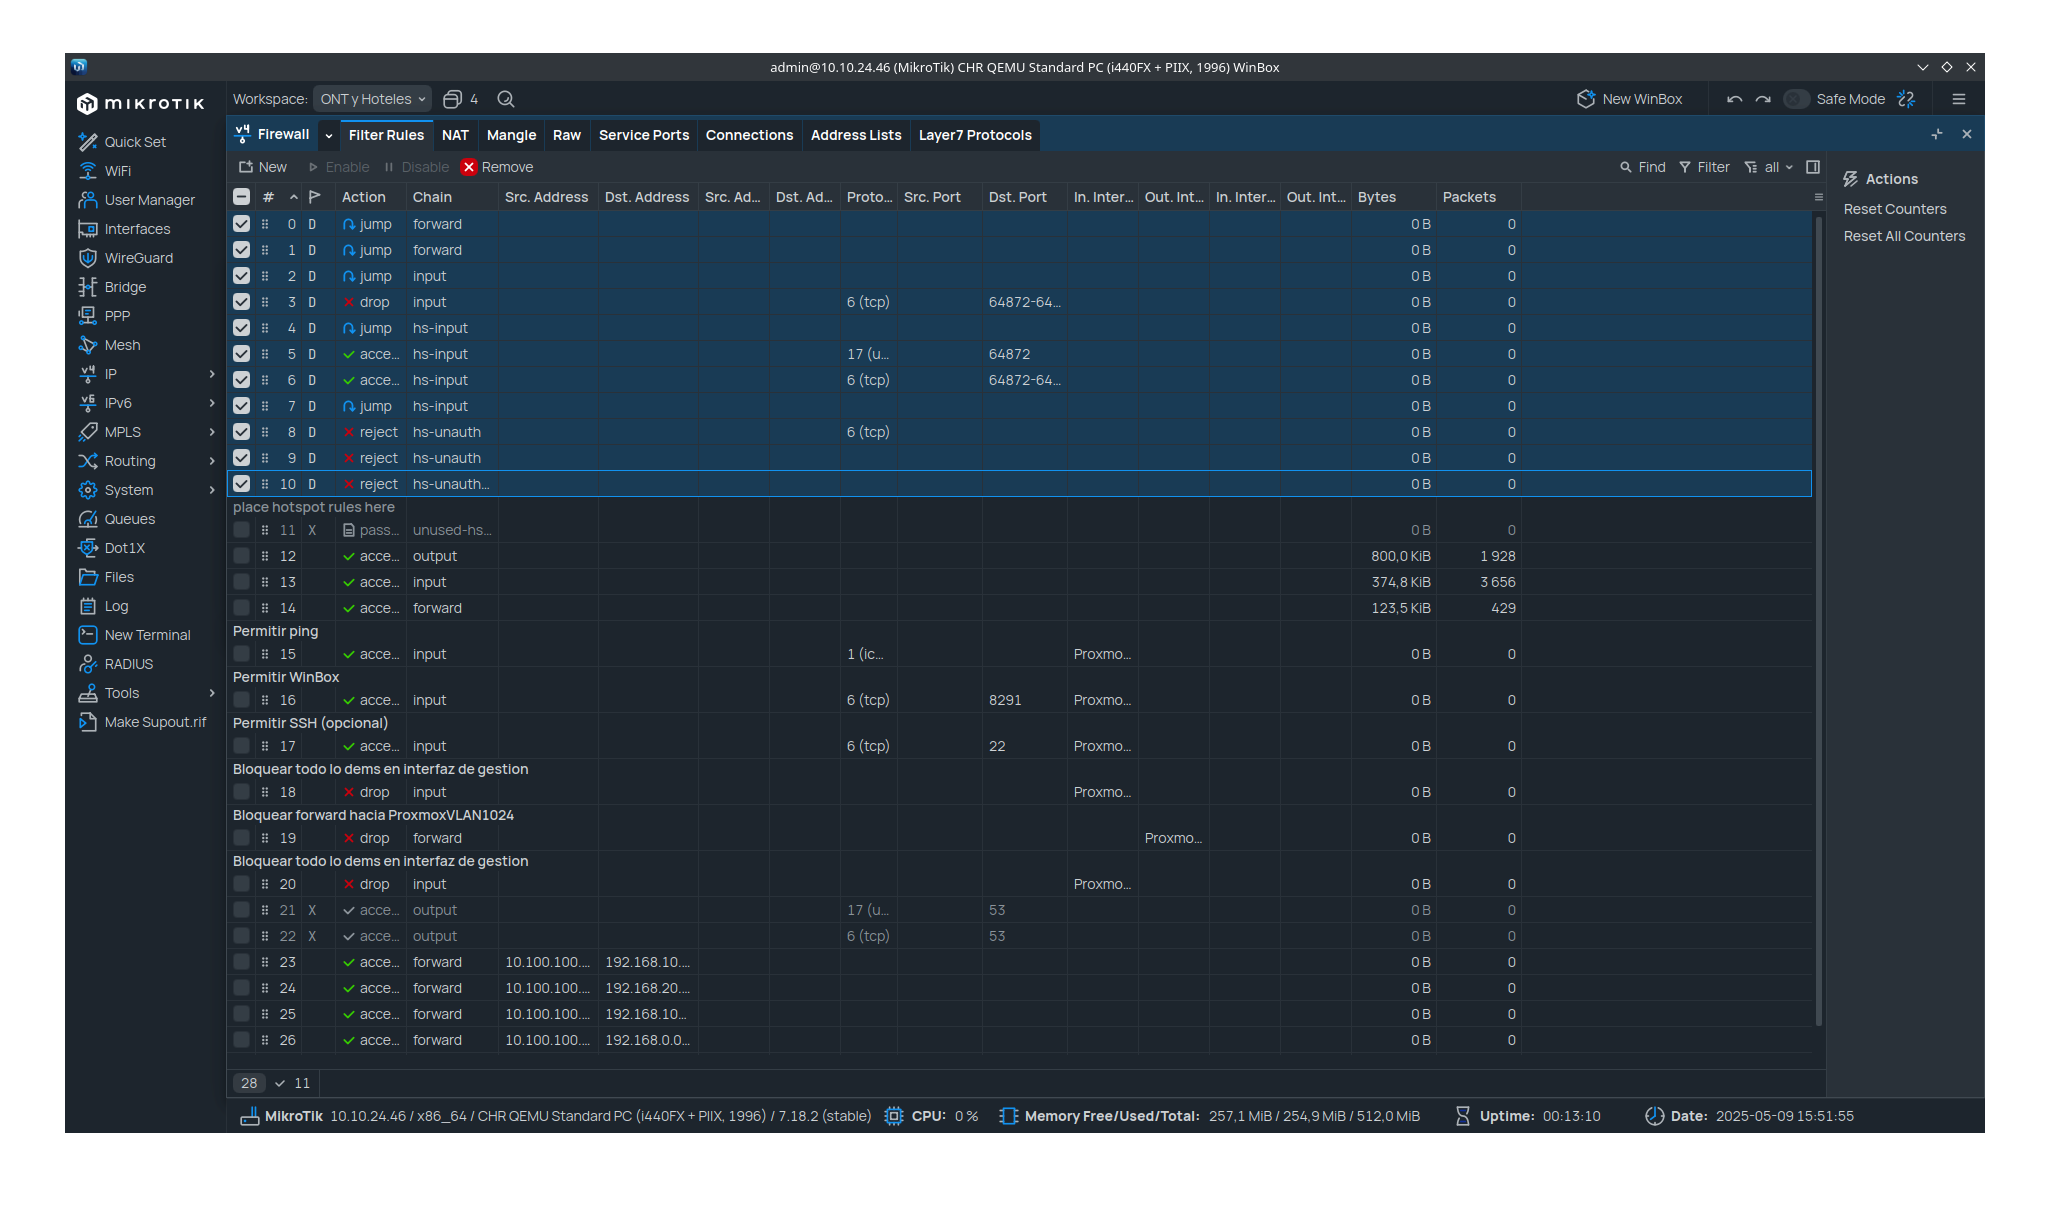 admin@10.10.24.46 (MikroTik) CHR QEMU Standard PC (i440FX + PIIX, 1996) WinBox
MIKROTIK
Workspace: ONT y Hoteles 4 New WinBox Safe Mode
Quick Set
WiFi
User Manager
Interfaces
WireGuard
Bridge
PPP
Mesh
IP
IPv6
MPLS
Routing
System
Queues
Dot1X
Files
Log
New Terminal
RADIUS
Tools
Make Supout.rif
Firewall Filter Rules NAT Mangle Raw Service Ports Connections Address Lists Layer7 Protocols
New Enable Disable Remove Find Filter all
# Action Chain Src. Address Dst. Address Src. Ad... Dst. Ad... Proto... Src. Port Dst. Port In. Inter... Out. Int... In. Inter... Out. Int... Bytes Packets
0 D jump forward 0 B 0
1 D jump forward 0 B 0
2 D jump input 0 B 0
3 D drop input 6 (tcp) 64872-64... 0 B 0
4 D jump hs-input 0 B 0
5 D acce... hs-input 17 (u... 64872 0 B 0
6 D acce... hs-input 6 (tcp) 64872-64... 0 B 0
7 D jump hs-input 0 B 0
8 D reject hs-unauth 6 (tcp) 0 B 0
9 D reject hs-unauth 0 B 0
10 D reject hs-unauth... 0 B 0
place hotspot rules here
11 X pass... unused-hs... 0 B 0
12 acce... output 800,0 KiB 1 928
13 acce... input 374,8 KiB 3 656
14 acce... forward 123,5 KiB 429
Permitir ping
15 acce... input 1 (ic... Proxmo... 0 B 0
Permitir WinBox
16 acce... input 6 (tcp) 8291 Proxmo... 0 B 0
Permitir SSH (opcional)
17 acce... input 6 (tcp) 22 Proxmo... 0 B 0
Bloquear todo lo dems en interfaz de gestion
18 drop input Proxmo... 0 B 0
Bloquear forward hacia ProxmoxVLAN1024
19 drop forward Proxmo... 0 B 0
Bloquear todo lo dems en interfaz de gestion
20 drop input Proxmo... 0 B 0
21 X acce... output 17 (u... 53 0 B 0
22 X acce... output 6 (tcp) 53 0 B 0
23 acce... forward 10.100.100.... 192.168.10.... 0 B 0
24 acce... forward 10.100.100.... 192.168.20.... 0 B 0
25 acce... forward 10.100.100.... 192.168.10... 0 B 0
26 acce... forward 10.100.100.... 192.168.0.0... 0 B 0
28 11
Actions
Reset Counters
Reset All Counters
MikroTik 10.10.24.46 / x86_64 / CHR QEMU Standard PC (i440FX + PIIX, 1996) / 7.18.2 (stable) CPU: 0 % Memory Free/Used/Total: 257,1 MiB / 254,9 MiB / 512,0 MiB Uptime: 00:13:10 Date: 2025-05-09 15:51:55